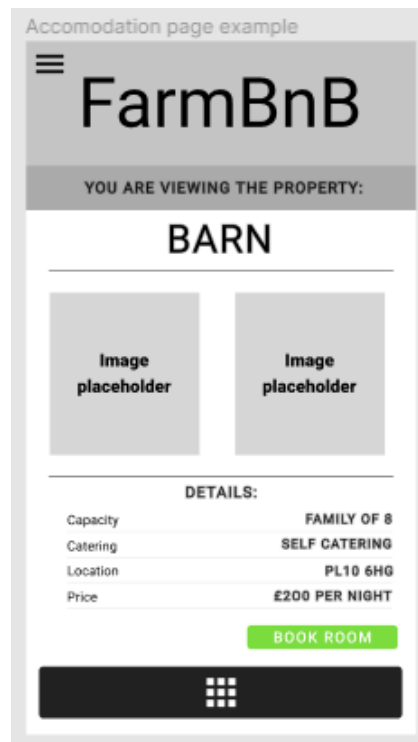 Accomodation page example
FarmBnB
YOU ARE VIEWING THE PROPERTY:
BARN
Image
placeholder
Image
placeholder
DETAILS:
Capacity FAMILY OF 8
Catering SELF CATERING
Location PL10 6HG
Price £200 PER NIGHT
BOOK ROOM